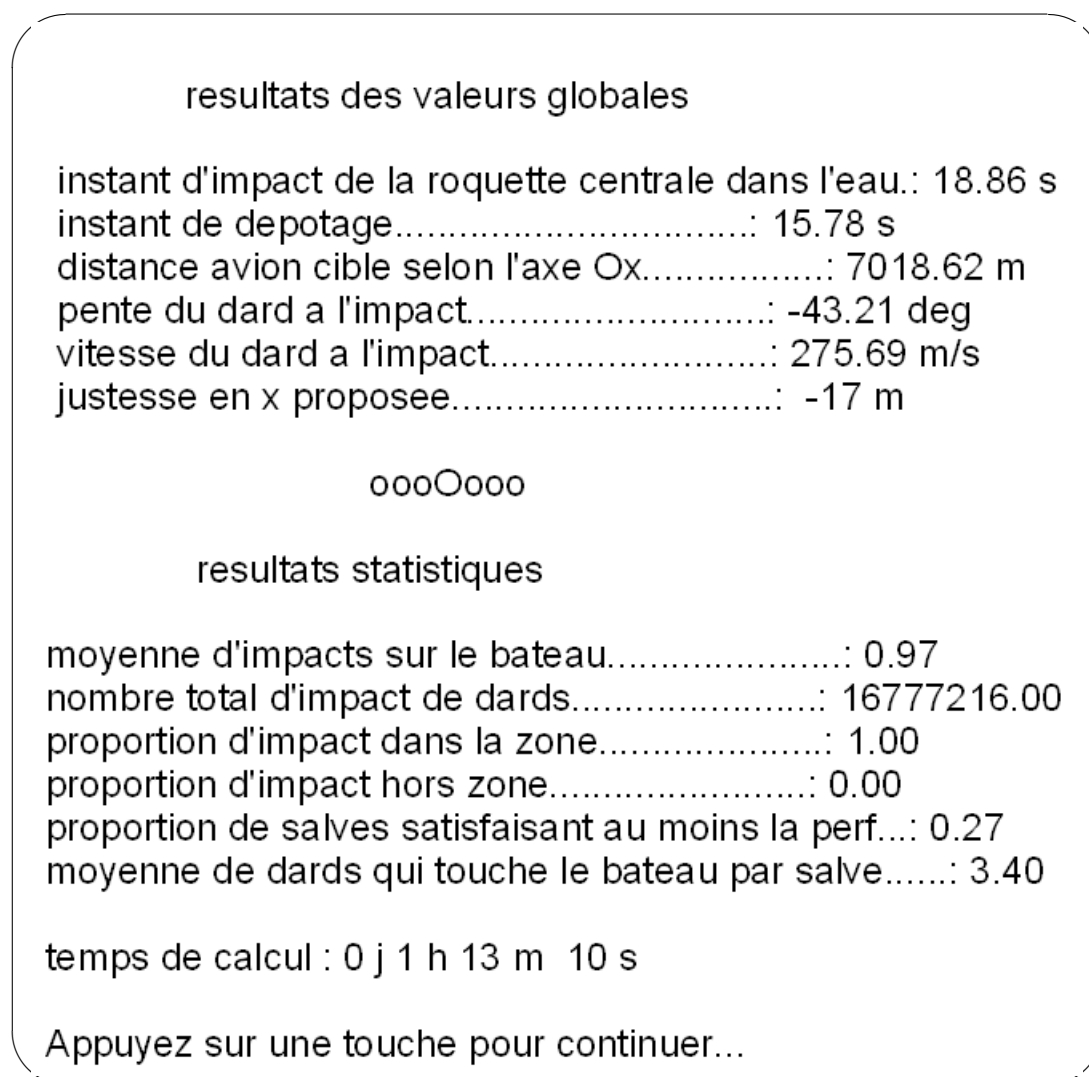 resultats des valeurs globales
instant d'impact de la roquette centrale dans l'eau.: 18.86 s
instant de depotage.................................: 15.78 s
distance avion cible selon l'axe Ox.................: 7018.62 m
pente du dard a l'impact............................: -43.21 deg
vitesse du dard a l'impact..........................: 275.69 m/s
justesse en x proposee..............................: -17 m
oooOooo
resultats statistiques
moyenne d'impacts sur le bateau......................: 0.97
nombre total d'impact de dards.......................: 16777216.00
proportion d'impact dans la zone.....................: 1.00
proportion d'impact hors zone........................: 0.00
proportion de salves satisfaisant au moins la perf...: 0.27
moyenne de dards qui touche le bateau par salve......: 3.40
temps de calcul : 0 j 1 h 13 m  10 s
Appuyez sur une touche pour continuer...